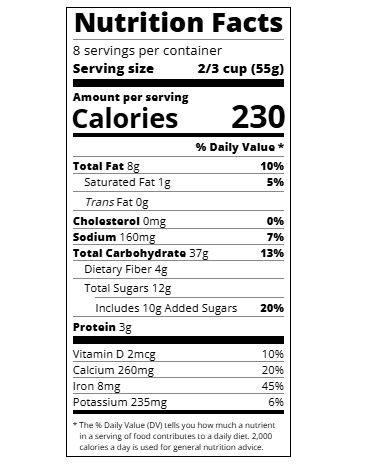 Nutrition Facts
8 servings per container
Serving size 2/3 cup (55g)
Amount per serving
Calories 230
% Daily Value *
Total Fat 8g 10%
Saturated Fat 1g 5%
Trans Fat 0g
Cholesterol 0mg 0%
Sodium 160mg 7%
Total Carbohydrate 37g 13%
Dietary Fiber 4g
Total Sugars 12g
Includes 10g Added Sugars 20%
Protein 3g
Vitamin D 2mcg 10%
Calcium 260mg 20%
Iron 8mg 45%
Potassium 235mg 6%
* The % Daily Value (DV) tells you how much a nutrient
in a serving of food contributes to a daily diet. 2,000
calories a day is used for general nutrition advice.